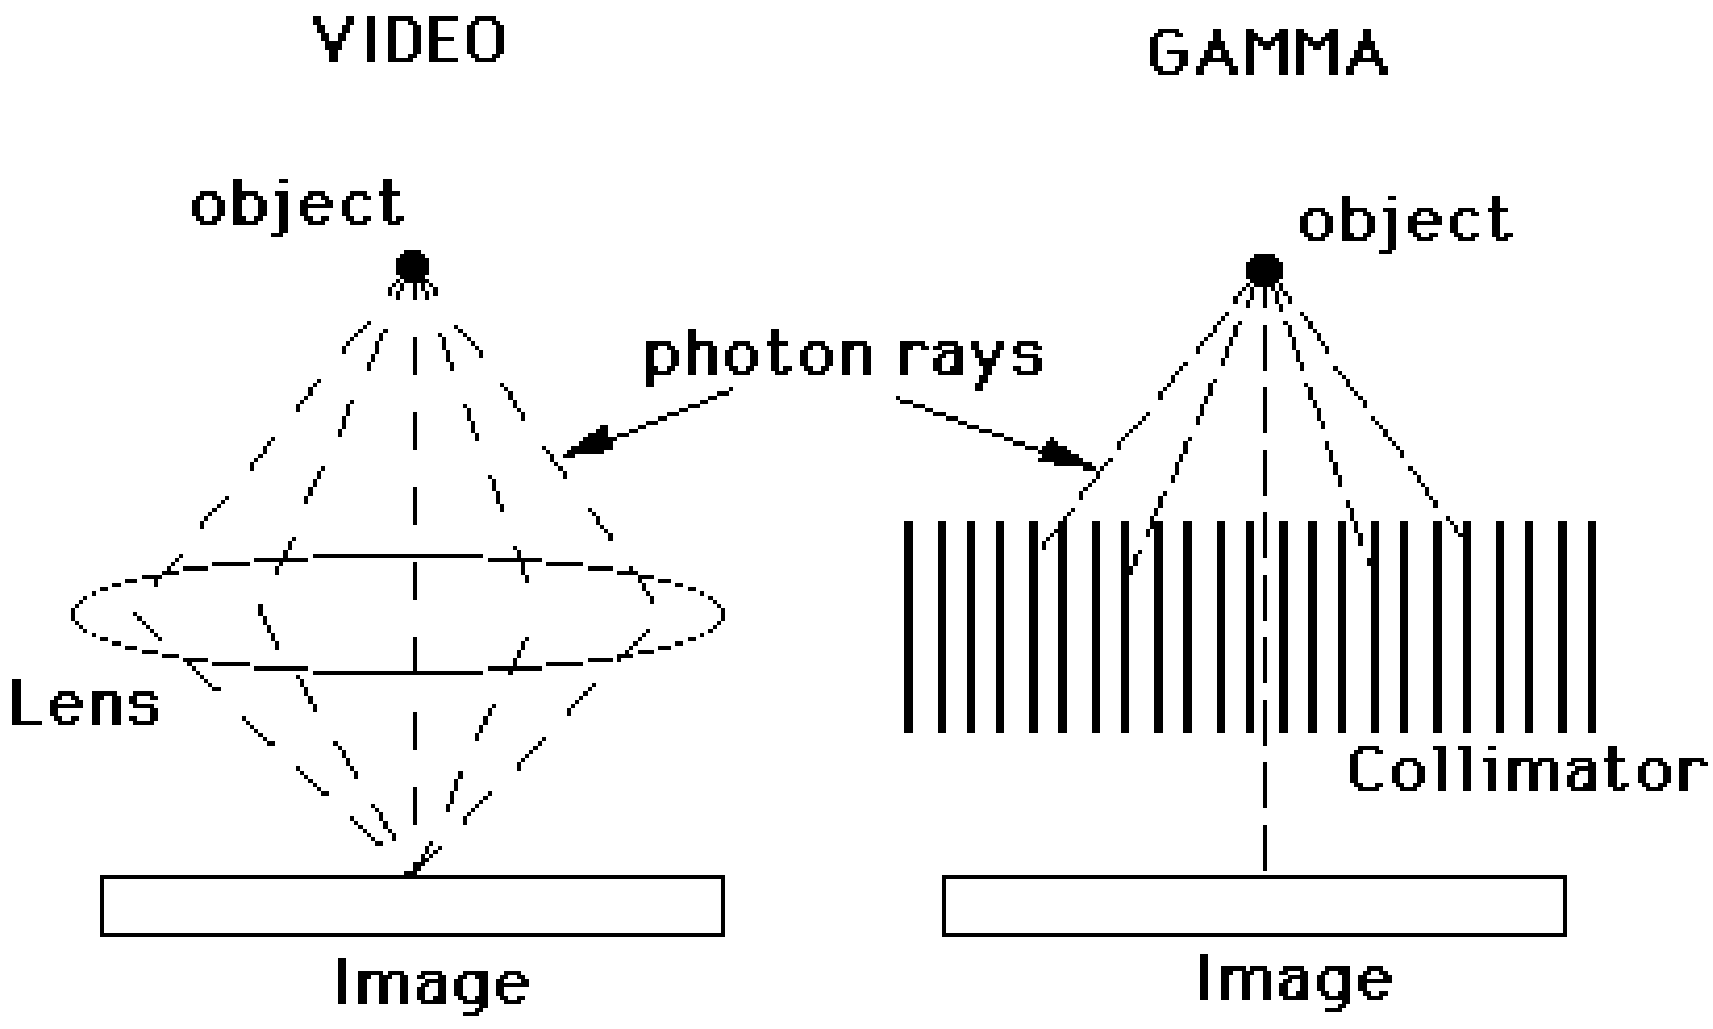 VIDEO
GAMMA
object
object
photon rays
Lens
Collimator
Image
Image